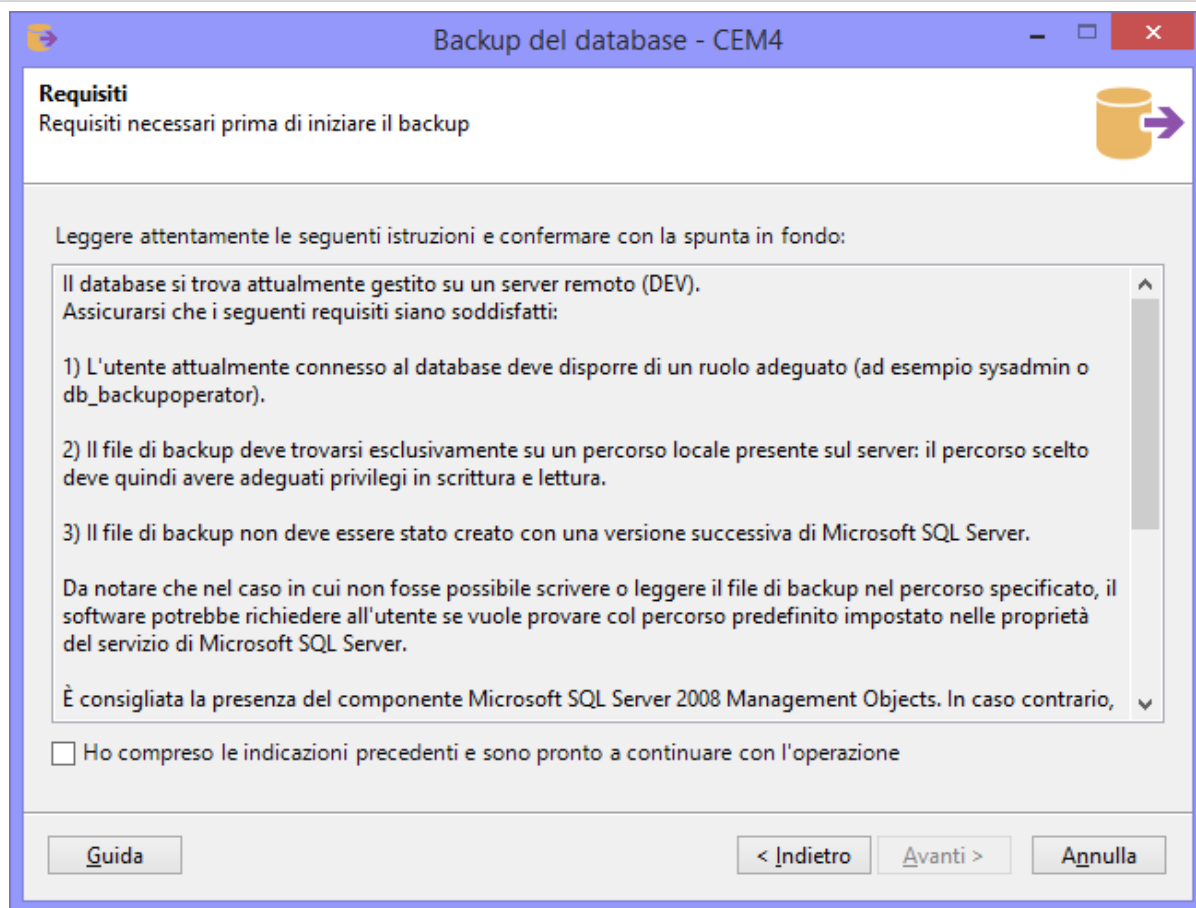 Backup del database - CEM4
Requisiti
Requisiti necessari prima di iniziare il backup
Leggere attentamente le seguenti istruzioni e confermare con la spunta in fondo:
Il database si trova attualmente gestito su un server remoto (DEV).
Assicurarsi che i seguenti requisiti siano soddisfatti:
1) L'utente attualmente connesso al database deve disporre di un ruolo adeguato (ad esempio sysadmin o
db_backupoperator).
2) Il file di backup deve trovarsi esclusivamente su un percorso locale presente sul server: il percorso scelto
deve quindi avere adeguati privilegi in scrittura e lettura.
3) Il file di backup non deve essere stato creato con una versione successiva di Microsoft SQL Server.
Da notare che nel caso in cui non fosse possibile scrivere o leggere il file di backup nel percorso specificato, il
software potrebbe richiedere all'utente se vuole provare col percorso predefinito impostato nelle proprietà
del servizio di Microsoft SQL Server.
È consigliata la presenza del componente Microsoft SQL Server 2008 Management Objects. In caso contrario,
Ho compreso le indicazioni precedenti e sono pronto a continuare con l'operazione
Guida
< Indietro
Avanti >
Annulla